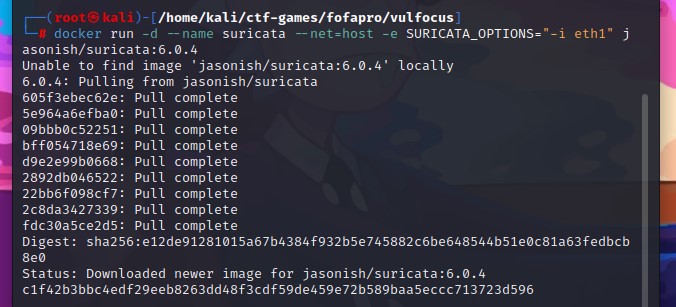 ┌──(root㉿kali)-[/home/kali/ctf-games/fofapro/vulfocus]
└─# docker run -d --name suricata --net=host -e SURICATA_OPTIONS="-i eth1" j
asonish/suricata:6.0.4
Unable to find image 'jasonish/suricata:6.0.4' locally
6.0.4: Pulling from jasonish/suricata
605f3ebec62e: Pull complete
5e964a6efba0: Pull complete
09bbb0c52251: Pull complete
bff054718e69: Pull complete
d9e2e99b0668: Pull complete
2892db046522: Pull complete
22bb6f098cf7: Pull complete
2c8da3427339: Pull complete
fdc30a5ce2d5: Pull complete
Digest: sha256:e12de91281015a67b4384f932b5e745882c6be648544b51e0c81a63fedbcb
8e0
Status: Downloaded newer image for jasonish/suricata:6.0.4
c1f42b3bbc4edf29eeb8263dd48f3cdf59de459e72b589baa5eccc713723d596